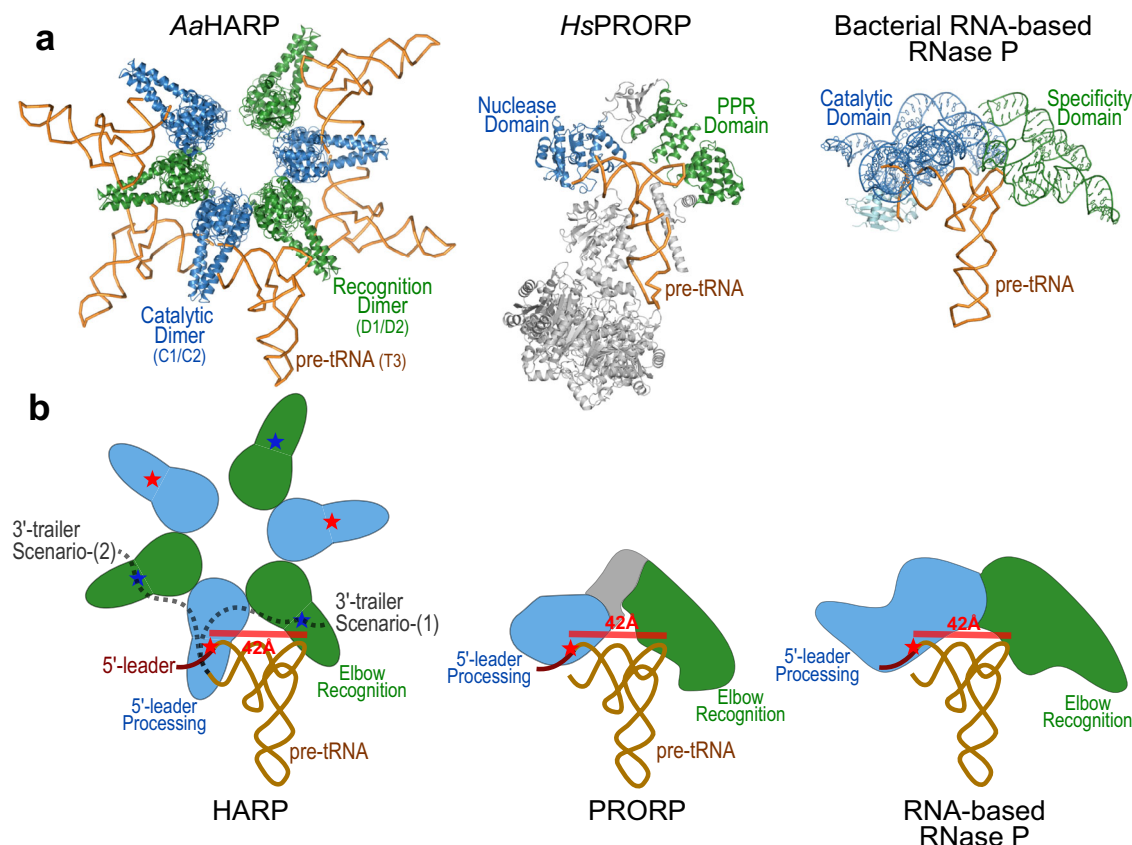 a
AaHARP
HsPRORP
Bacterial RNA-based
RNase P
Nuclease
Domain
PPR
Domain
Catalytic
Domain
Specificity
Domain
Recognition
Dimer
(D1/D2)
Catalytic
Dimer
(C1/C2)
pre-tRNA (T3)
pre-tRNA
pre-tRNA
b
3'-trailer
Scenario-(2)
3'-trailer
Scenario-(1)
42Å
5'-leader
5'-leader
Processing
Elbow
Recognition
pre-tRNA
HARP
42Å
5'-leader
Processing
Elbow
Recognition
pre-tRNA
PRORP
42Å
5'-leader
Processing
Elbow
Recognition
RNA-based
RNase P